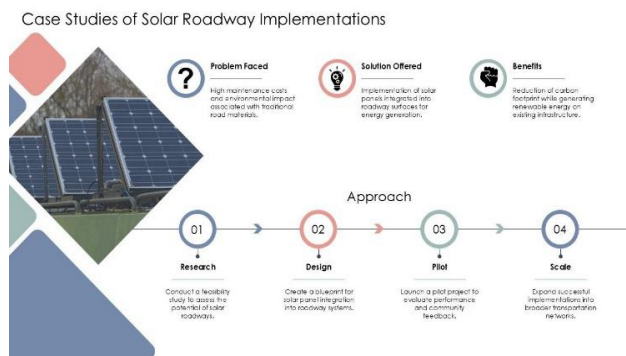 Case Studies of Solar Roadway Implementations
Problem Faced
High maintenance costs
and environmental impact
associated with traditional
road materials.
Solution Offered
Implementation of solar
panels integrated into
roadway surfaces for
energy generation.
Benefits
Reduction of carbon
footprint while generating
renewable energy on
existing infrastructure.
Approach
01
Research
Conduct a feasibility
study to assess the
potential of solar
roadways.
02
Design
Create a blueprint for
solar panel integration
into roadway systems.
03
Pilot
Launch a pilot project to
evaluate performance
and community
feedback.
04
Scale
Expand successful
implementations into
broader transportation
networks.